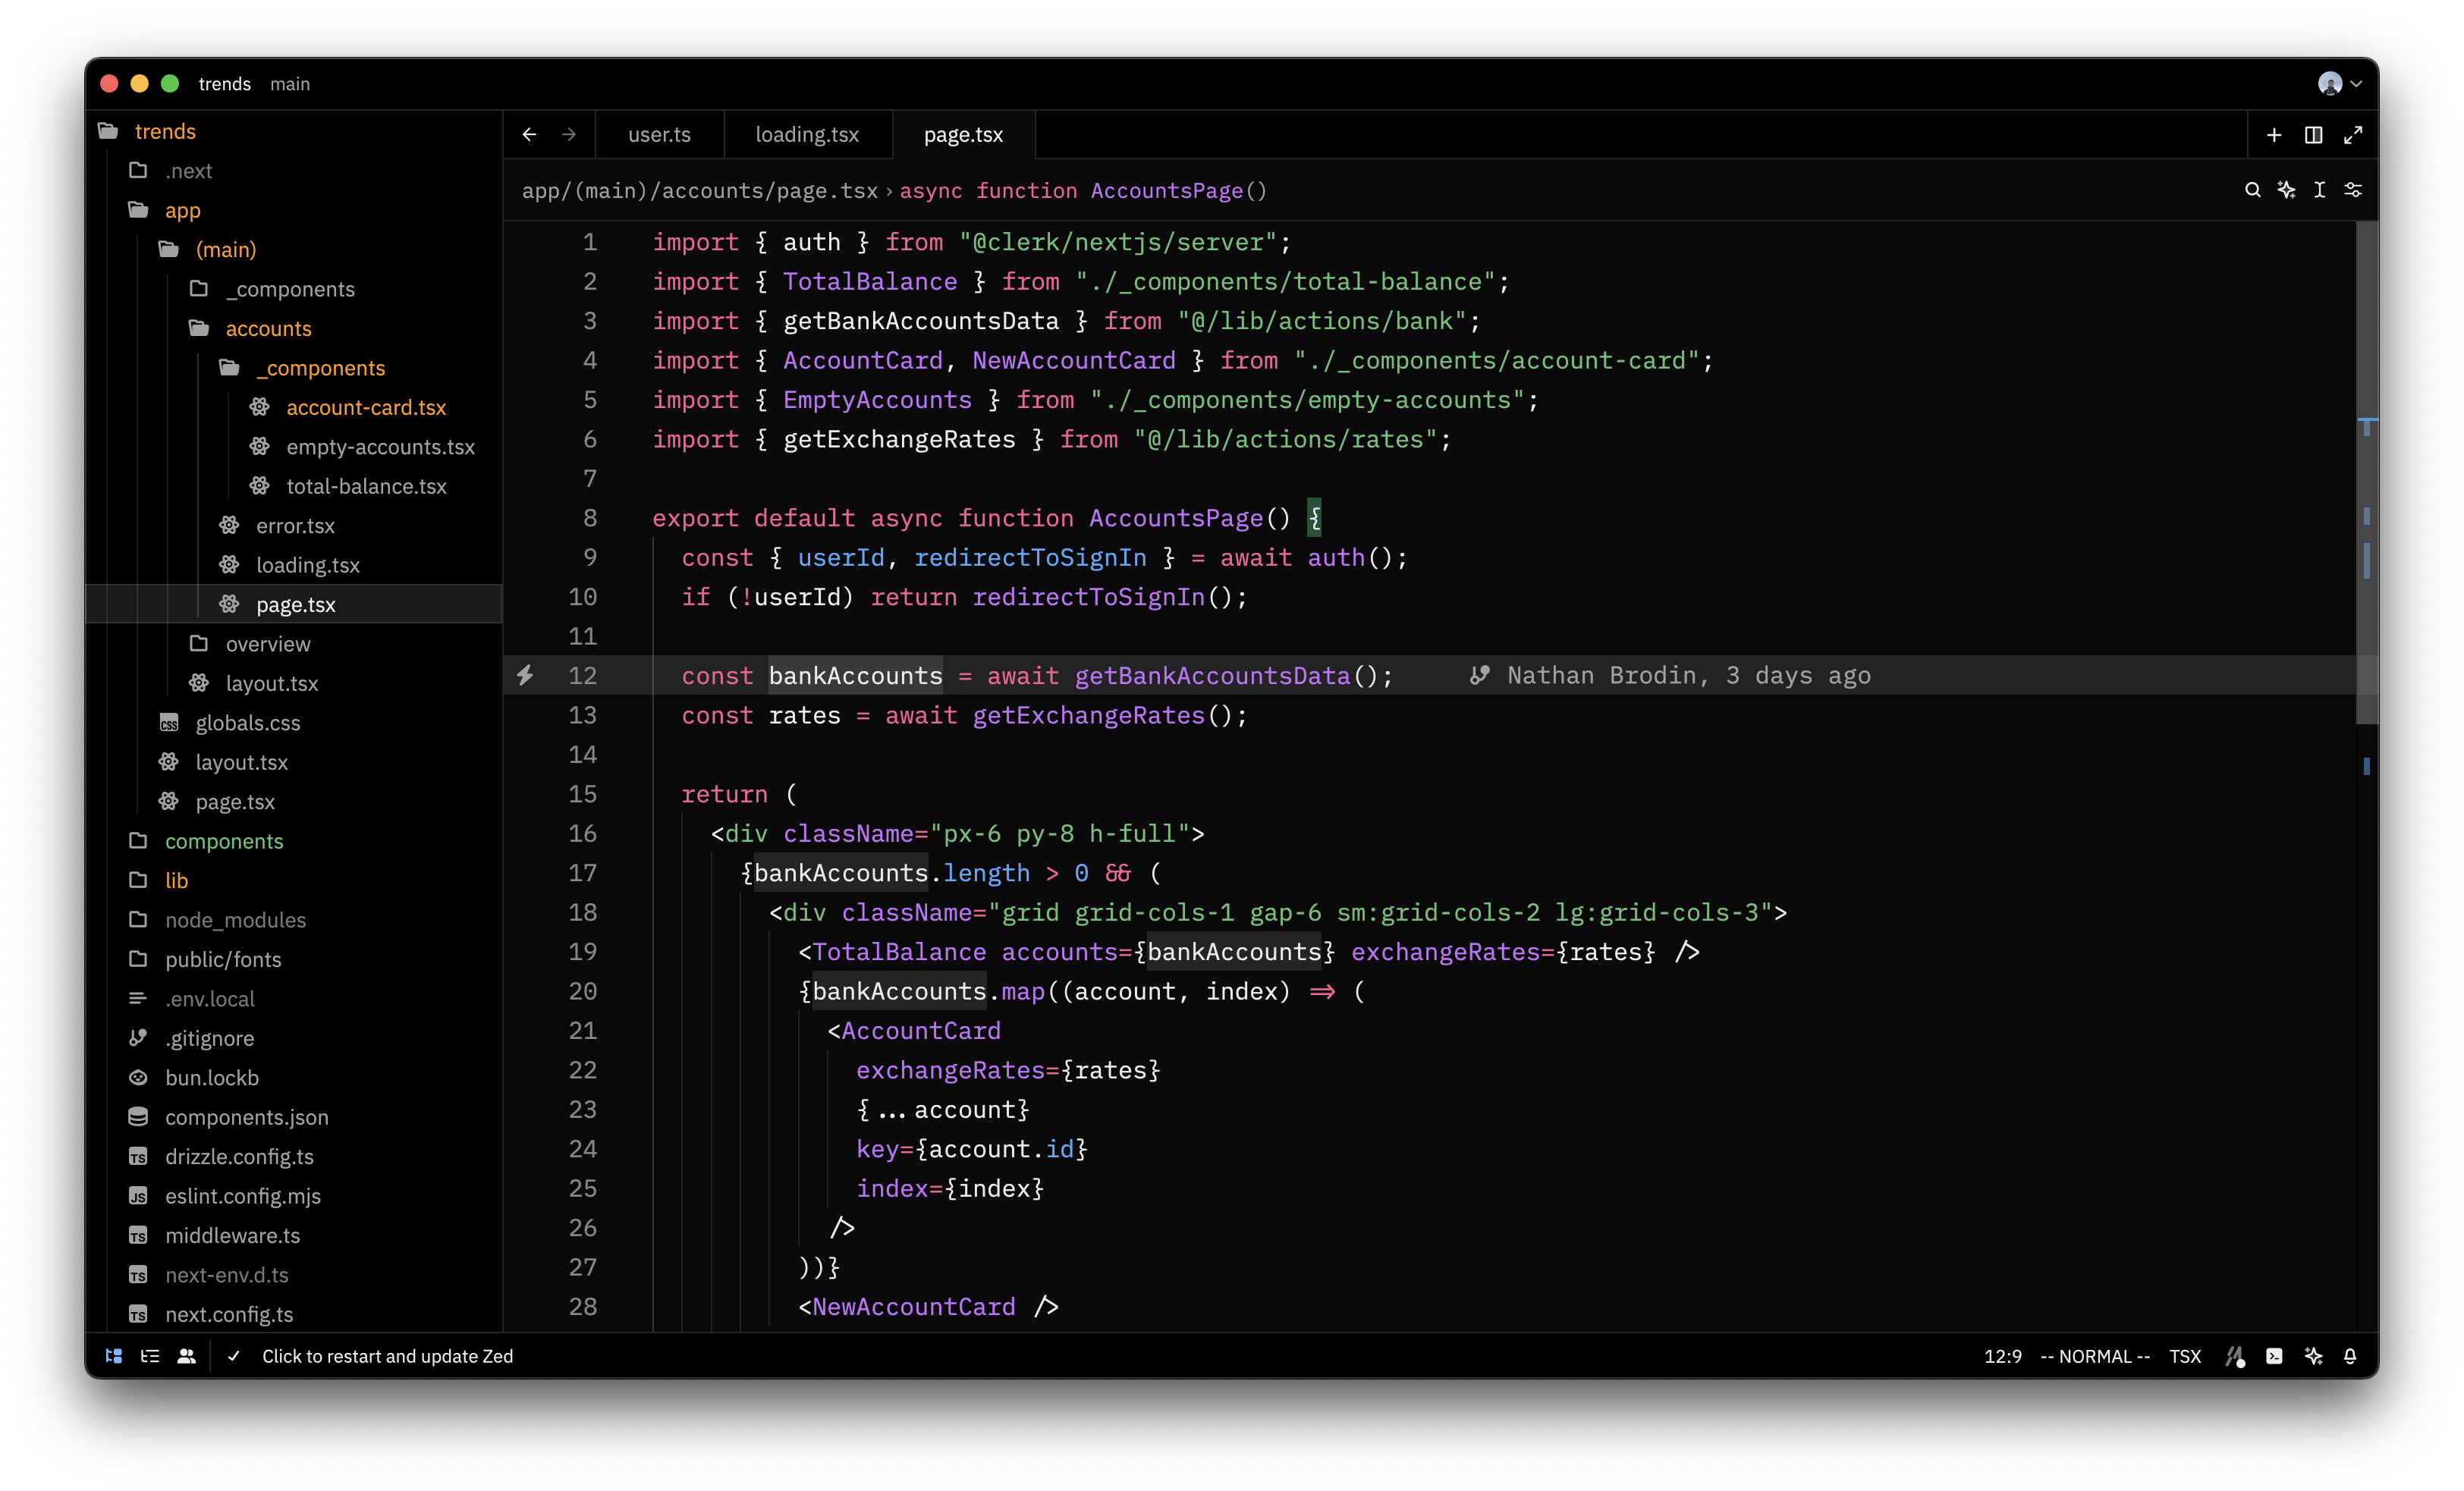 trends main
trends
.next
app
(main)
_components
accounts
_components
account-card.tsx
empty-accounts.tsx
total-balance.tsx
error.tsx
loading.tsx
page.tsx
overview
layout.tsx
globals.css
layout.tsx
page.tsx
components
lib
node_modules
public/fonts
.env.local
.gitignore
bun.lockb
components.json
drizzle.config.ts
eslint.config.mjs
middleware.ts
next-env.d.ts
next.config.ts
user.ts loading.tsx page.tsx
app/(main)/accounts/page.tsx › async function AccountsPage()
1 import { auth } from "@clerk/nextjs/server";
2 import { TotalBalance } from "./_components/total-balance";
3 import { getBankAccountsData } from "@/lib/actions/bank";
4 import { AccountCard, NewAccountCard } from "./_components/account-card";
5 import { EmptyAccounts } from "./_components/empty-accounts";
6 import { getExchangeRates } from "@/lib/actions/rates";
7
8 export default async function AccountsPage() {
9 const { userId, redirectToSignIn } = await auth();
10 if (!userId) return redirectToSignIn();
11
12 const bankAccounts = await getBankAccountsData(); Nathan Brodin, 3 days ago
13 const rates = await getExchangeRates();
14
15 return (
16 <div className="px-6 py-8 h-full">
17 {bankAccounts.length > 0 && (
18 <div className="grid grid-cols-1 gap-6 sm:grid-cols-2 lg:grid-cols-3">
19 <TotalBalance accounts={bankAccounts} exchangeRates={rates} />
20 {bankAccounts.map((account, index) => (
21 <AccountCard
22 exchangeRates={rates}
23 {...account}
24 key={account.id}
25 index={index}
26 />
27 ))}
28 <NewAccountCard />
Click to restart and update Zed
12:9 -- NORMAL -- TSX